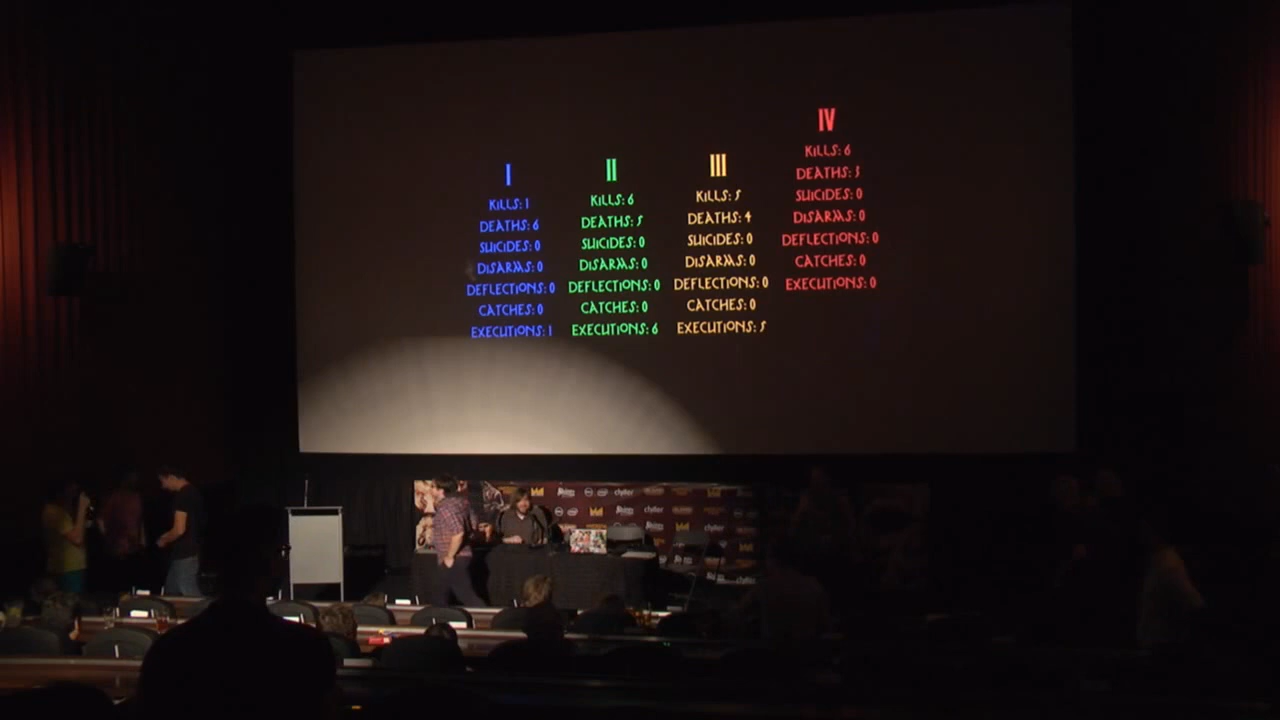 I
KILLS: 1
DEATHS: 6
SUICIDES: 0
DISARMS: 0
DEFLECTIONS: 0
CATCHES: 0
EXECUTIONS: 1
II
KILLS: 6
DEATHS: 5
SUICIDES: 0
DISARMS: 0
DEFLECTIONS: 0
CATCHES: 0
EXECUTIONS: 6
III
KILLS: 5
DEATHS: 4
SUICIDES: 0
DISARMS: 0
DEFLECTIONS: 0
CATCHES: 0
EXECUTIONS: 5
IV
KILLS: 6
DEATHS: 3
SUICIDES: 0
DISARMS: 0
DEFLECTIONS: 0
CATCHES: 0
EXECUTIONS: 0